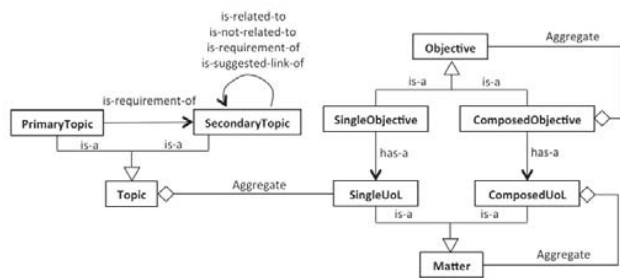 is-related-to
is-not-related-to
is-requirement-of
is-suggested-link-of
Objective
Aggregate
is-a
is-a
is-requirement-of
PrimaryTopic
SecondaryTopic
SingleObjective
ComposedObjective
is-a
is-a
has-a
has-a
Topic
Aggregate
SingleUoL
ComposedUoL
is-a
is-a
Matter
Aggregate